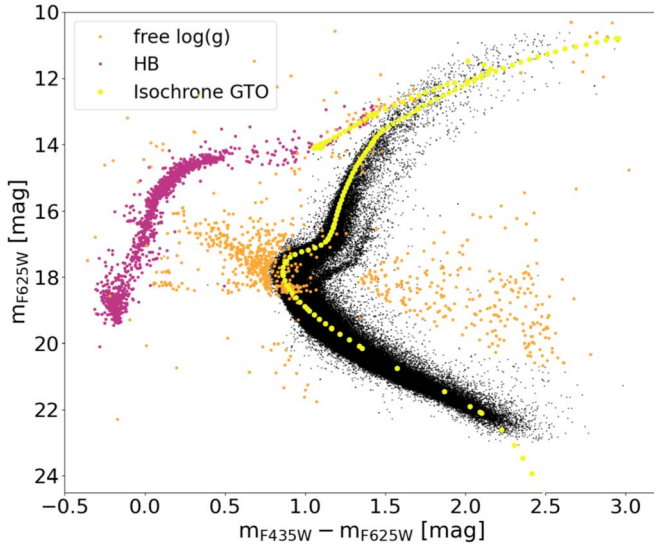 10
12
14
16
18
20
22
24
m_F625W [mag]
free log(g)
HB
Isochrone GTO
−0.5 0.0 0.5 1.0 1.5 2.0 2.5 3.0
m_F435W − m_F625W [mag]